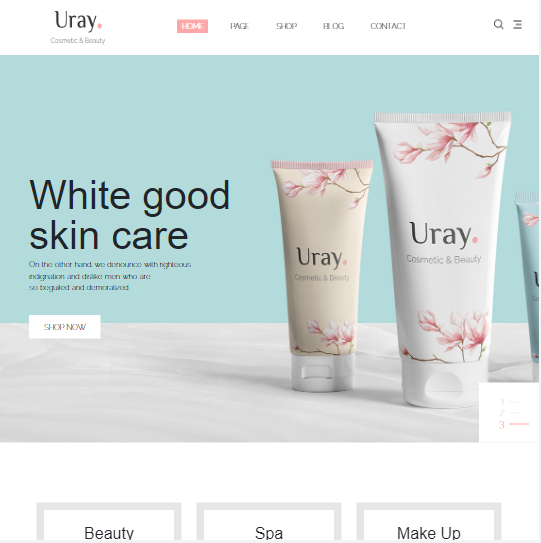 Uray.
Cosmetic & Beauty
HOME PAGE SHOP BLOG CONTACT
White good
skin care
On the other hand, we denounce with righteous
indignation and dislike men who are
so beguiled and demoralized.
SHOP NOW
Uray.
Cosmetic & Beauty
Uray.
Cosmetic & Beauty
1
2
3
Beauty
Spa
Make Up